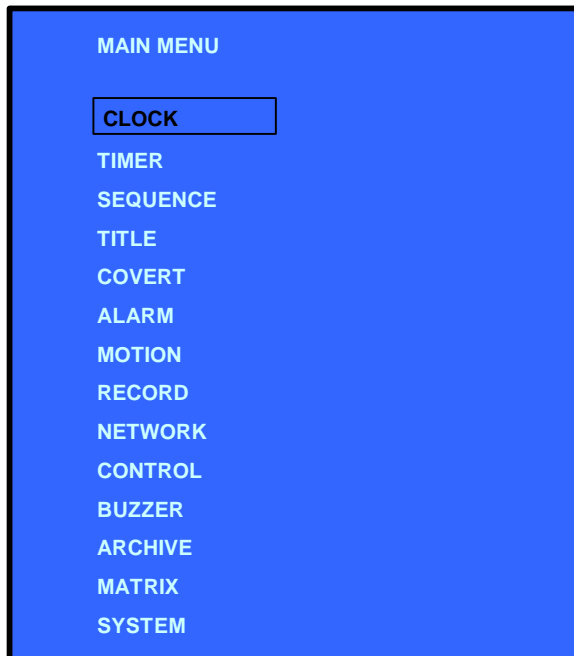 MAIN MENU
CLOCK
TIMER
SEQUENCE
TITLE
COVERT
ALARM
MOTION
RECORD
NETWORK
CONTROL
BUZZER
ARCHIVE
MATRIX
SYSTEM